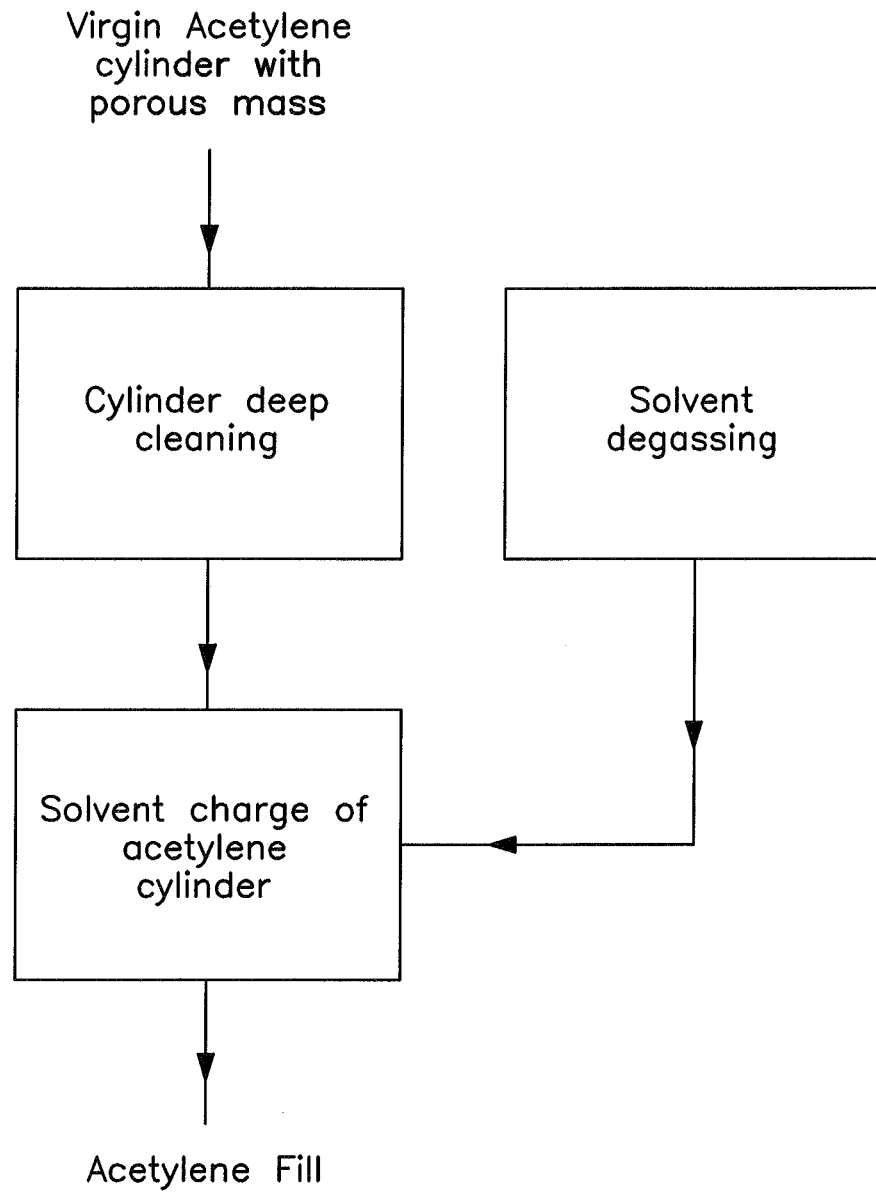 Virgin Acetylene
cylinder with
porous mass
Cylinder deep
cleaning
Solvent
degassing
Solvent charge of
acetylene
cylinder
Acetylene Fill